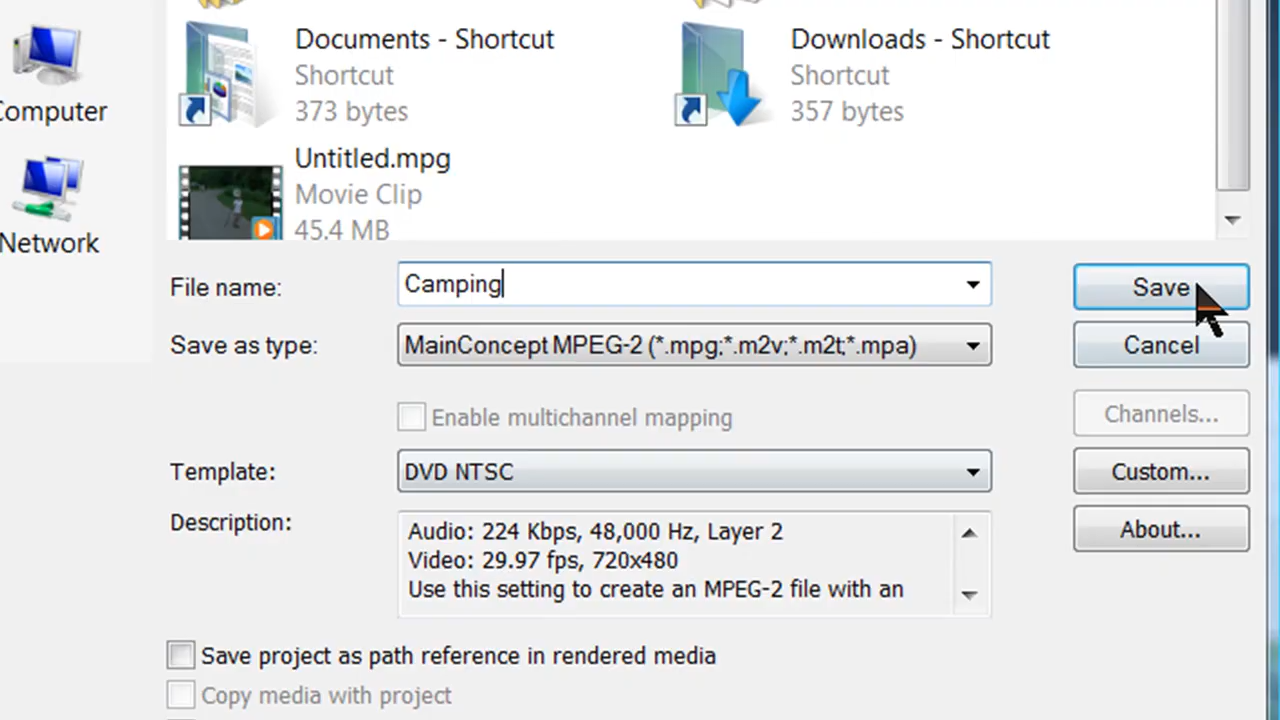 Documents - Shortcut
Shortcut
373 bytes
Downloads - Shortcut
Shortcut
357 bytes
Computer
Untitled.mpg
Movie Clip
45.4 MB
Network
File name:
Camping
Save
Save as type:
MainConcept MPEG-2 (*.mpg;*.m2v;*.m2t;*.mpa)
Cancel
Enable multichannel mapping
Channels...
Template:
DVD NTSC
Custom...
Description:
Audio: 224 Kbps, 48,000 Hz, Layer 2
Video: 29.97 fps, 720x480
Use this setting to create an MPEG-2 file with an
About...
Save project as path reference in rendered media
Copy media with project